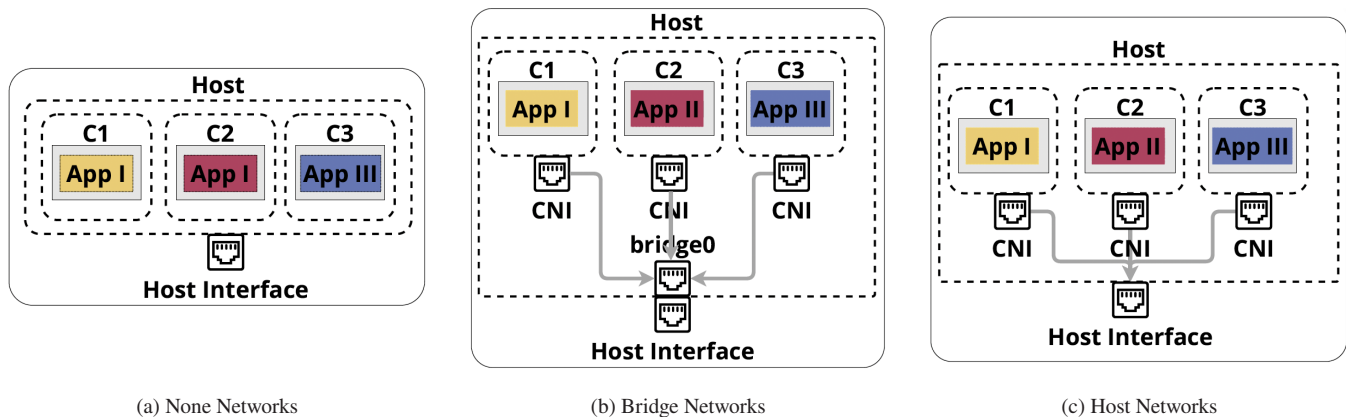 Host
C1 C2 C3
App I App I App III
Host Interface
(a) None Networks
Host
C1 C2 C3
App I App II App III
CNI CNI CNI
bridge0
Host Interface
(b) Bridge Networks
Host
C1 C2 C3
App I App II App III
CNI CNI CNI
Host Interface
(c) Host Networks